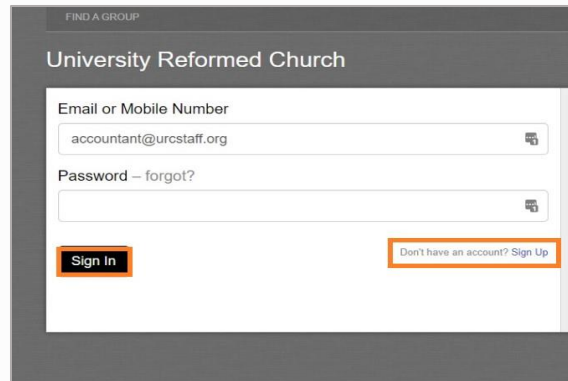 FIND A GROUP
University Reformed Church
Email or Mobile Number
accountant@urcstaff.org
Password – forgot?
Sign In
Don't have an account? Sign Up